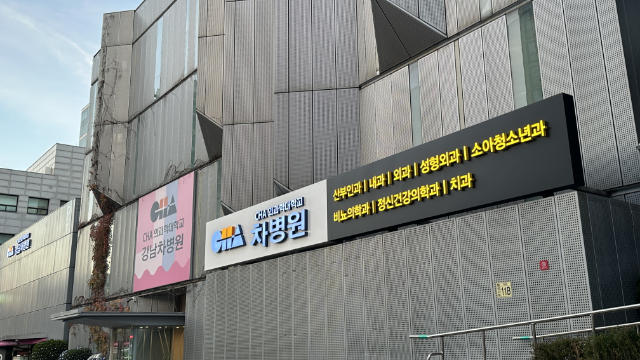 CHA 의과학대학교
강남차병원
CHA 의과학대학교
차병원
산부인과 | 내과 | 외과 | 성형외과 | 소아청소년과
비뇨의학과 | 정신건강의학과 | 치과